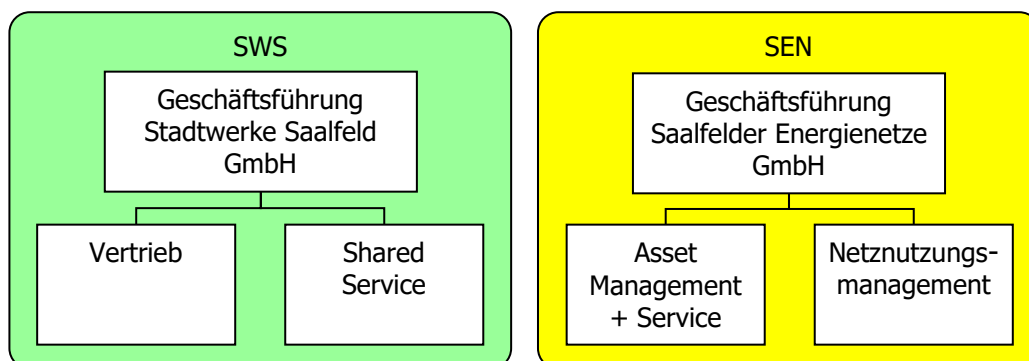 SWS
Geschäftsführung
Stadtwerke Saalfeld
GmbH
Vertrieb
Shared
Service
SEN
Geschäftsführung
Saalfelder Energienetze
GmbH
Asset
Management
+ Service
Netznutzungs-
management